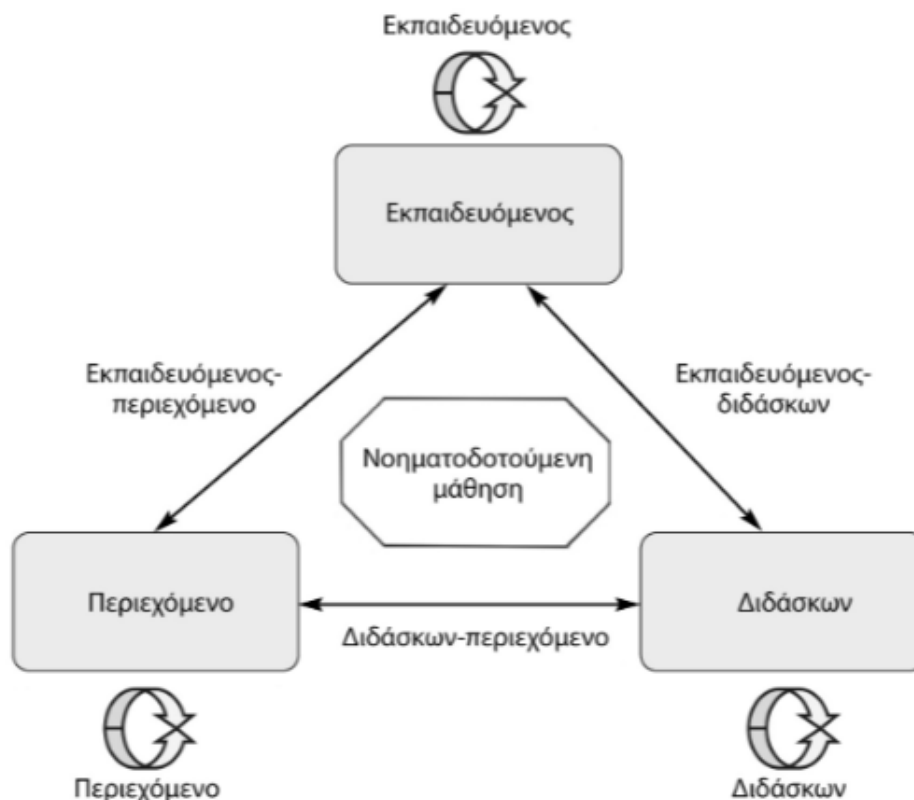 Εκπαιδευόμενος
Εκπαιδευόμενος
Εκπαιδευόμενος-
περιεχόμενο
Εκπαιδευόμενος-
διδάσκων
Νοηματοδοτούμενη
μάθηση
Περιεχόμενο
Διδάσκων
Διδάσκων-περιεχόμενο
Περιεχόμενο
Διδάσκων